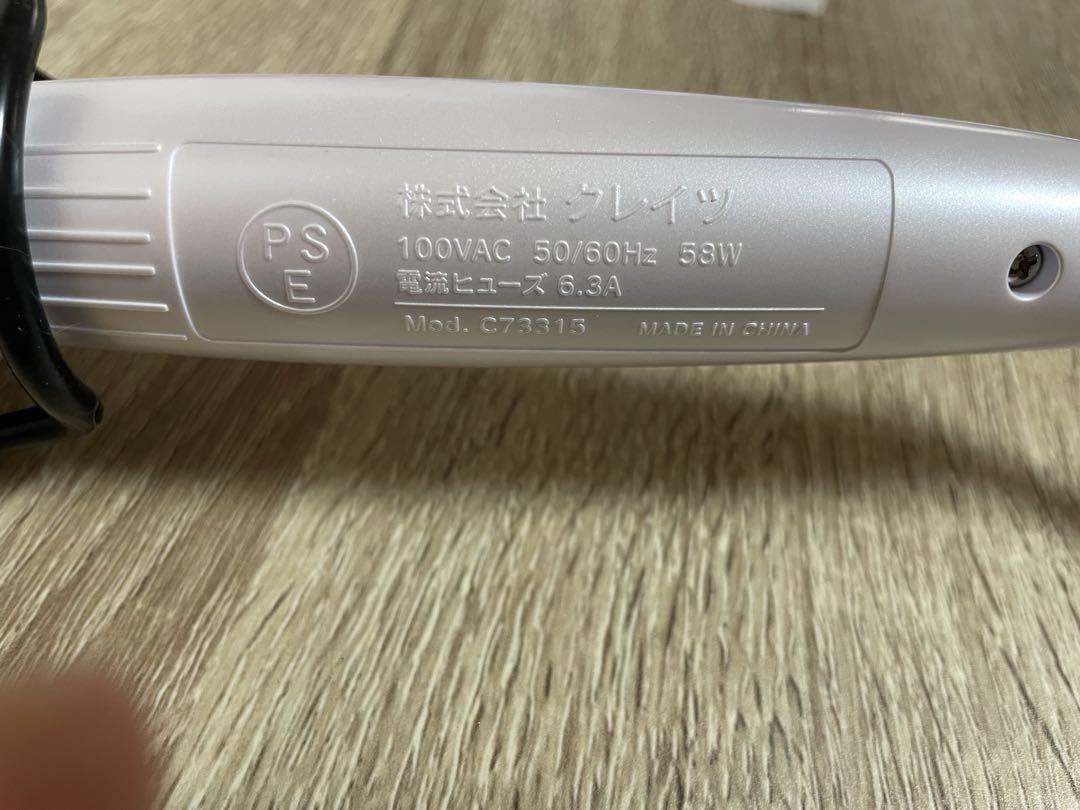 PS
E
株式会社 クレイツ
100VAC 50/60Hz 58W
電流ヒューズ 6.3A
Mod. C73315 MADE IN CHINA